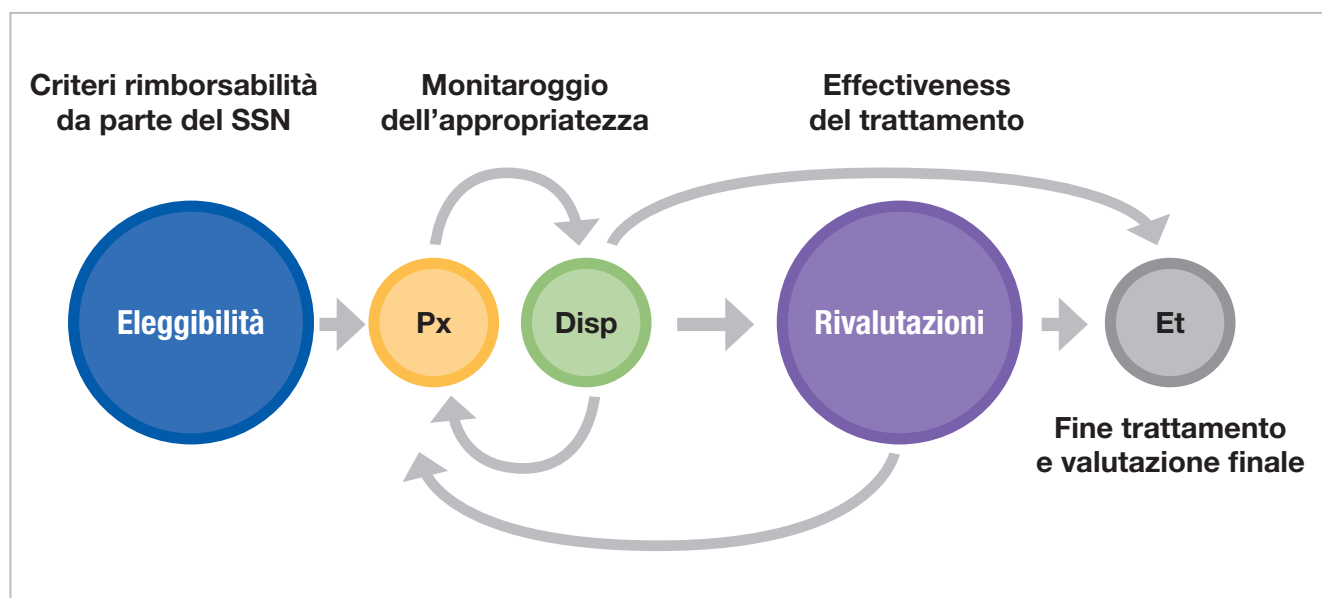 Criteri rimborsabilità
da parte del SSN
Monitaroggio
dell'appropriatezza
Effectiveness
del trattamento
Eleggibilità
Px
Disp
Rivalutazioni
Et
Fine trattamento
e valutazione finale